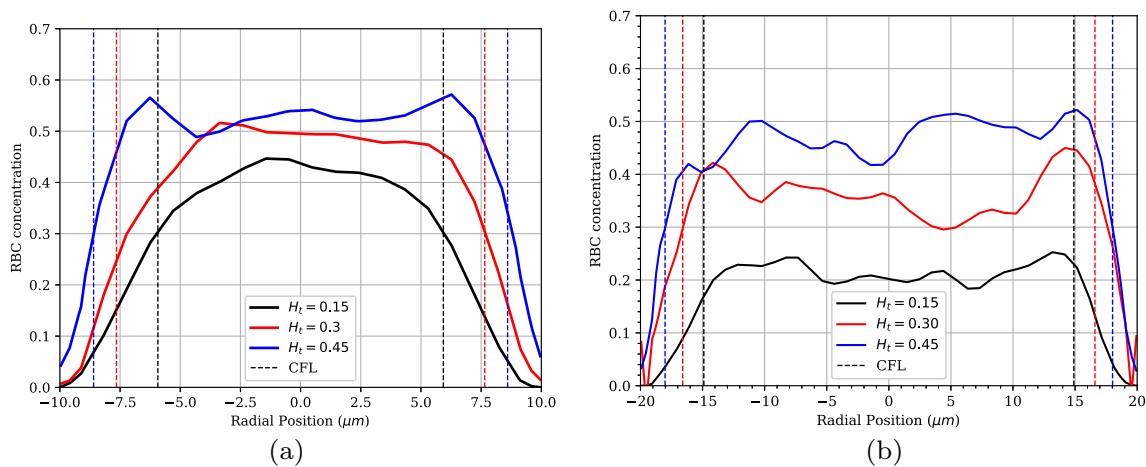 0.7
0.6
0.5
0.4
0.3
0.2
0.1
0.0
RBC concentration
H_t = 0.15
H_t = 0.3
H_t = 0.45
CFL
−10.0 −7.5 −5.0 −2.5 0.0 2.5 5.0 7.5 10.0
Radial Position (μm)
(a)
0.7
0.6
0.5
0.4
0.3
0.2
0.1
0.0
RBC concentration
H_t = 0.15
H_t = 0.30
H_t = 0.45
CFL
−20 −15 −10 −5 0 5 10 15 20
Radial Position (μm)
(b)